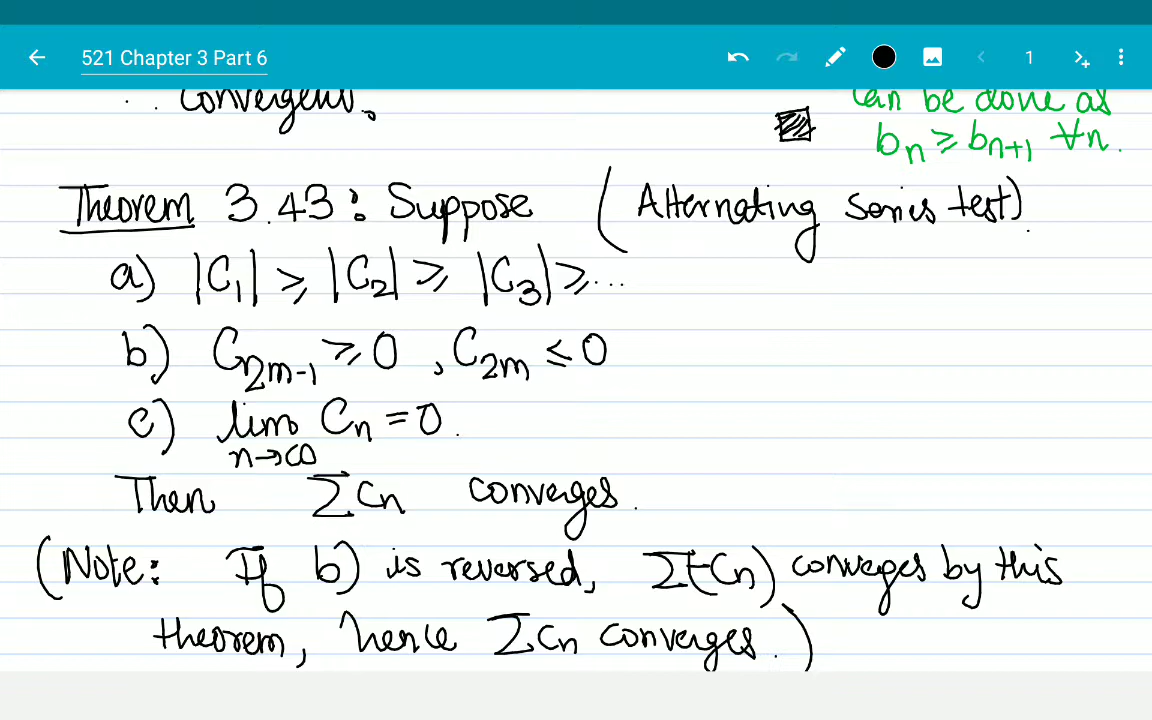 521 Chapter 3 Part 6
1
∴ convergent.
can be done as
bn ≥ bn+1 ∀n.
Theorem 3.43: Suppose (Alternating series test).
a) |C1| ≥ |C2| ≥ |C3| ≥ ...
b) C2m-1 ≥ 0, C2m ≤ 0
c) lim n→∞ Cn = 0.
Then ΣCn converges.
(Note: If b) is reversed, Σ(-Cn) converges by this
theorem, hence ΣCn converges.)